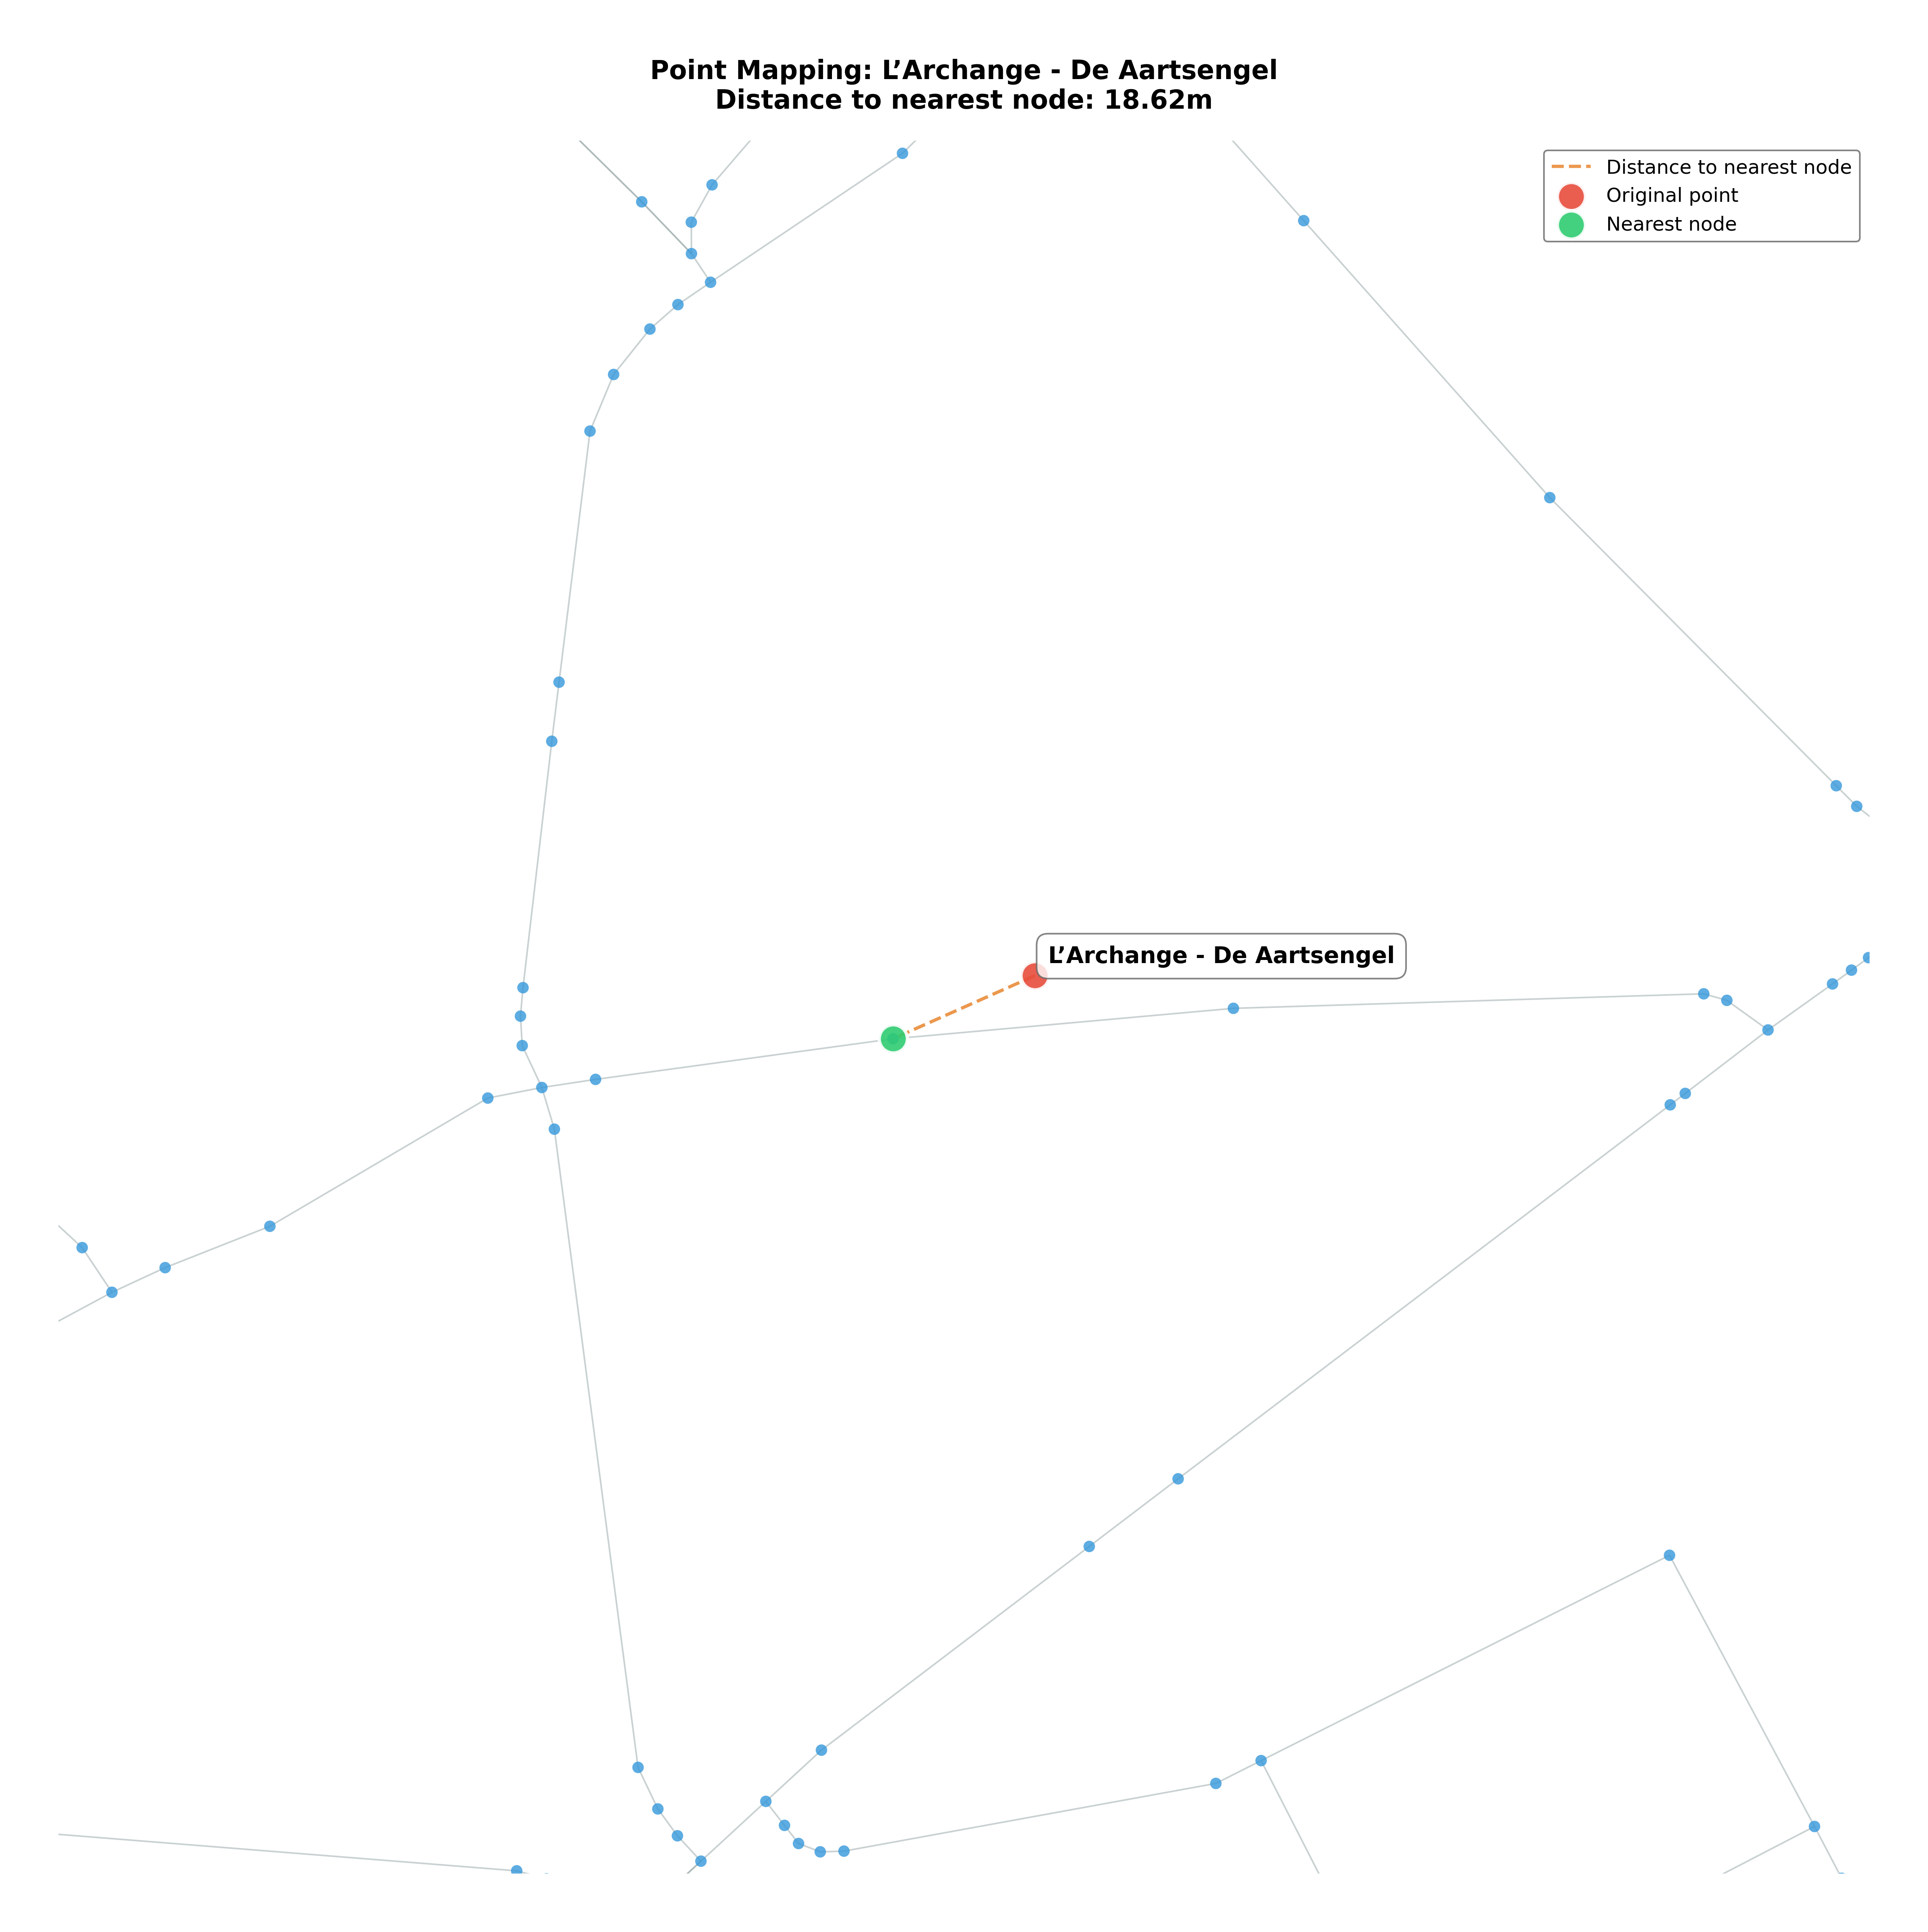 Point Mapping: L’Archange - De Aartsengel
Distance to nearest node: 18.62m
Distance to nearest node
Original point
Nearest node
L’Archange - De Aartsengel